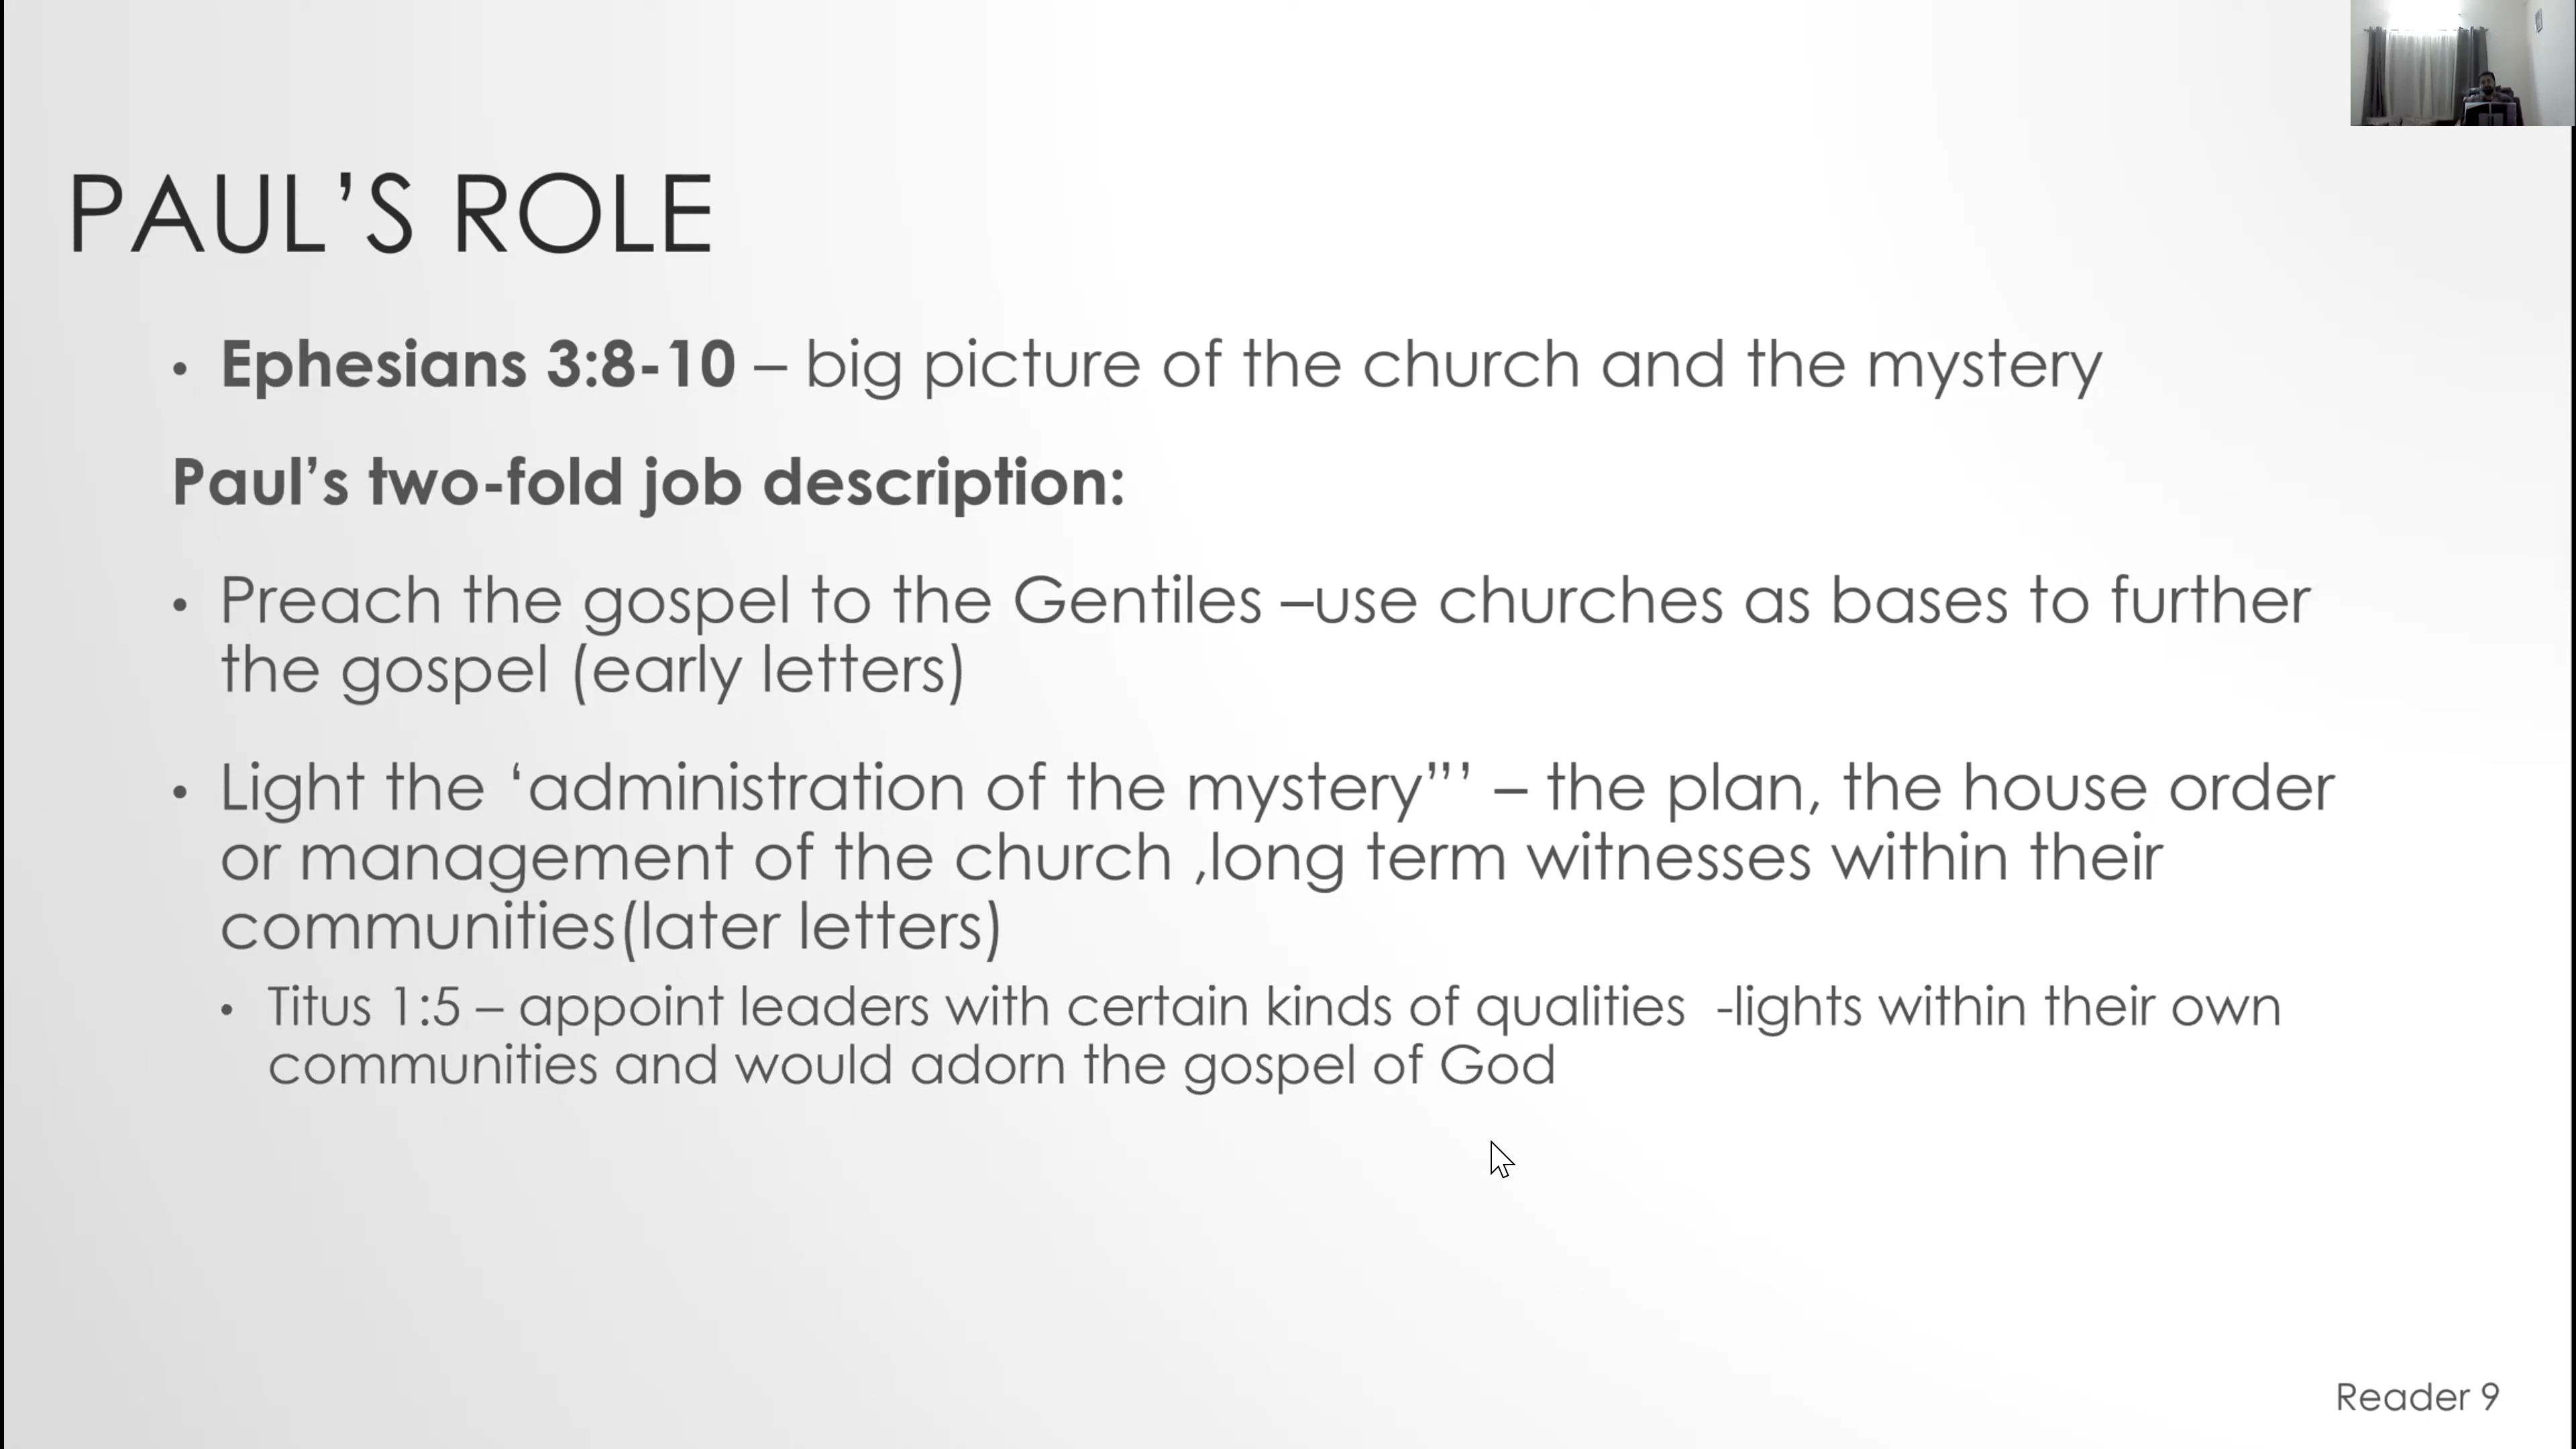 PAUL’S ROLE
• Ephesians 3:8-10 – big picture of the church and the mystery
Paul’s two-fold job description:
• Preach the gospel to the Gentiles –use churches as bases to further
the gospel (early letters)
• Light the ‘administration of the mystery”’ – the plan, the house order
or management of the church ,long term witnesses within their
communities(later letters)
• Titus 1:5 – appoint leaders with certain kinds of qualities  -lights within their own
communities and would adorn the gospel of God
Reader 9